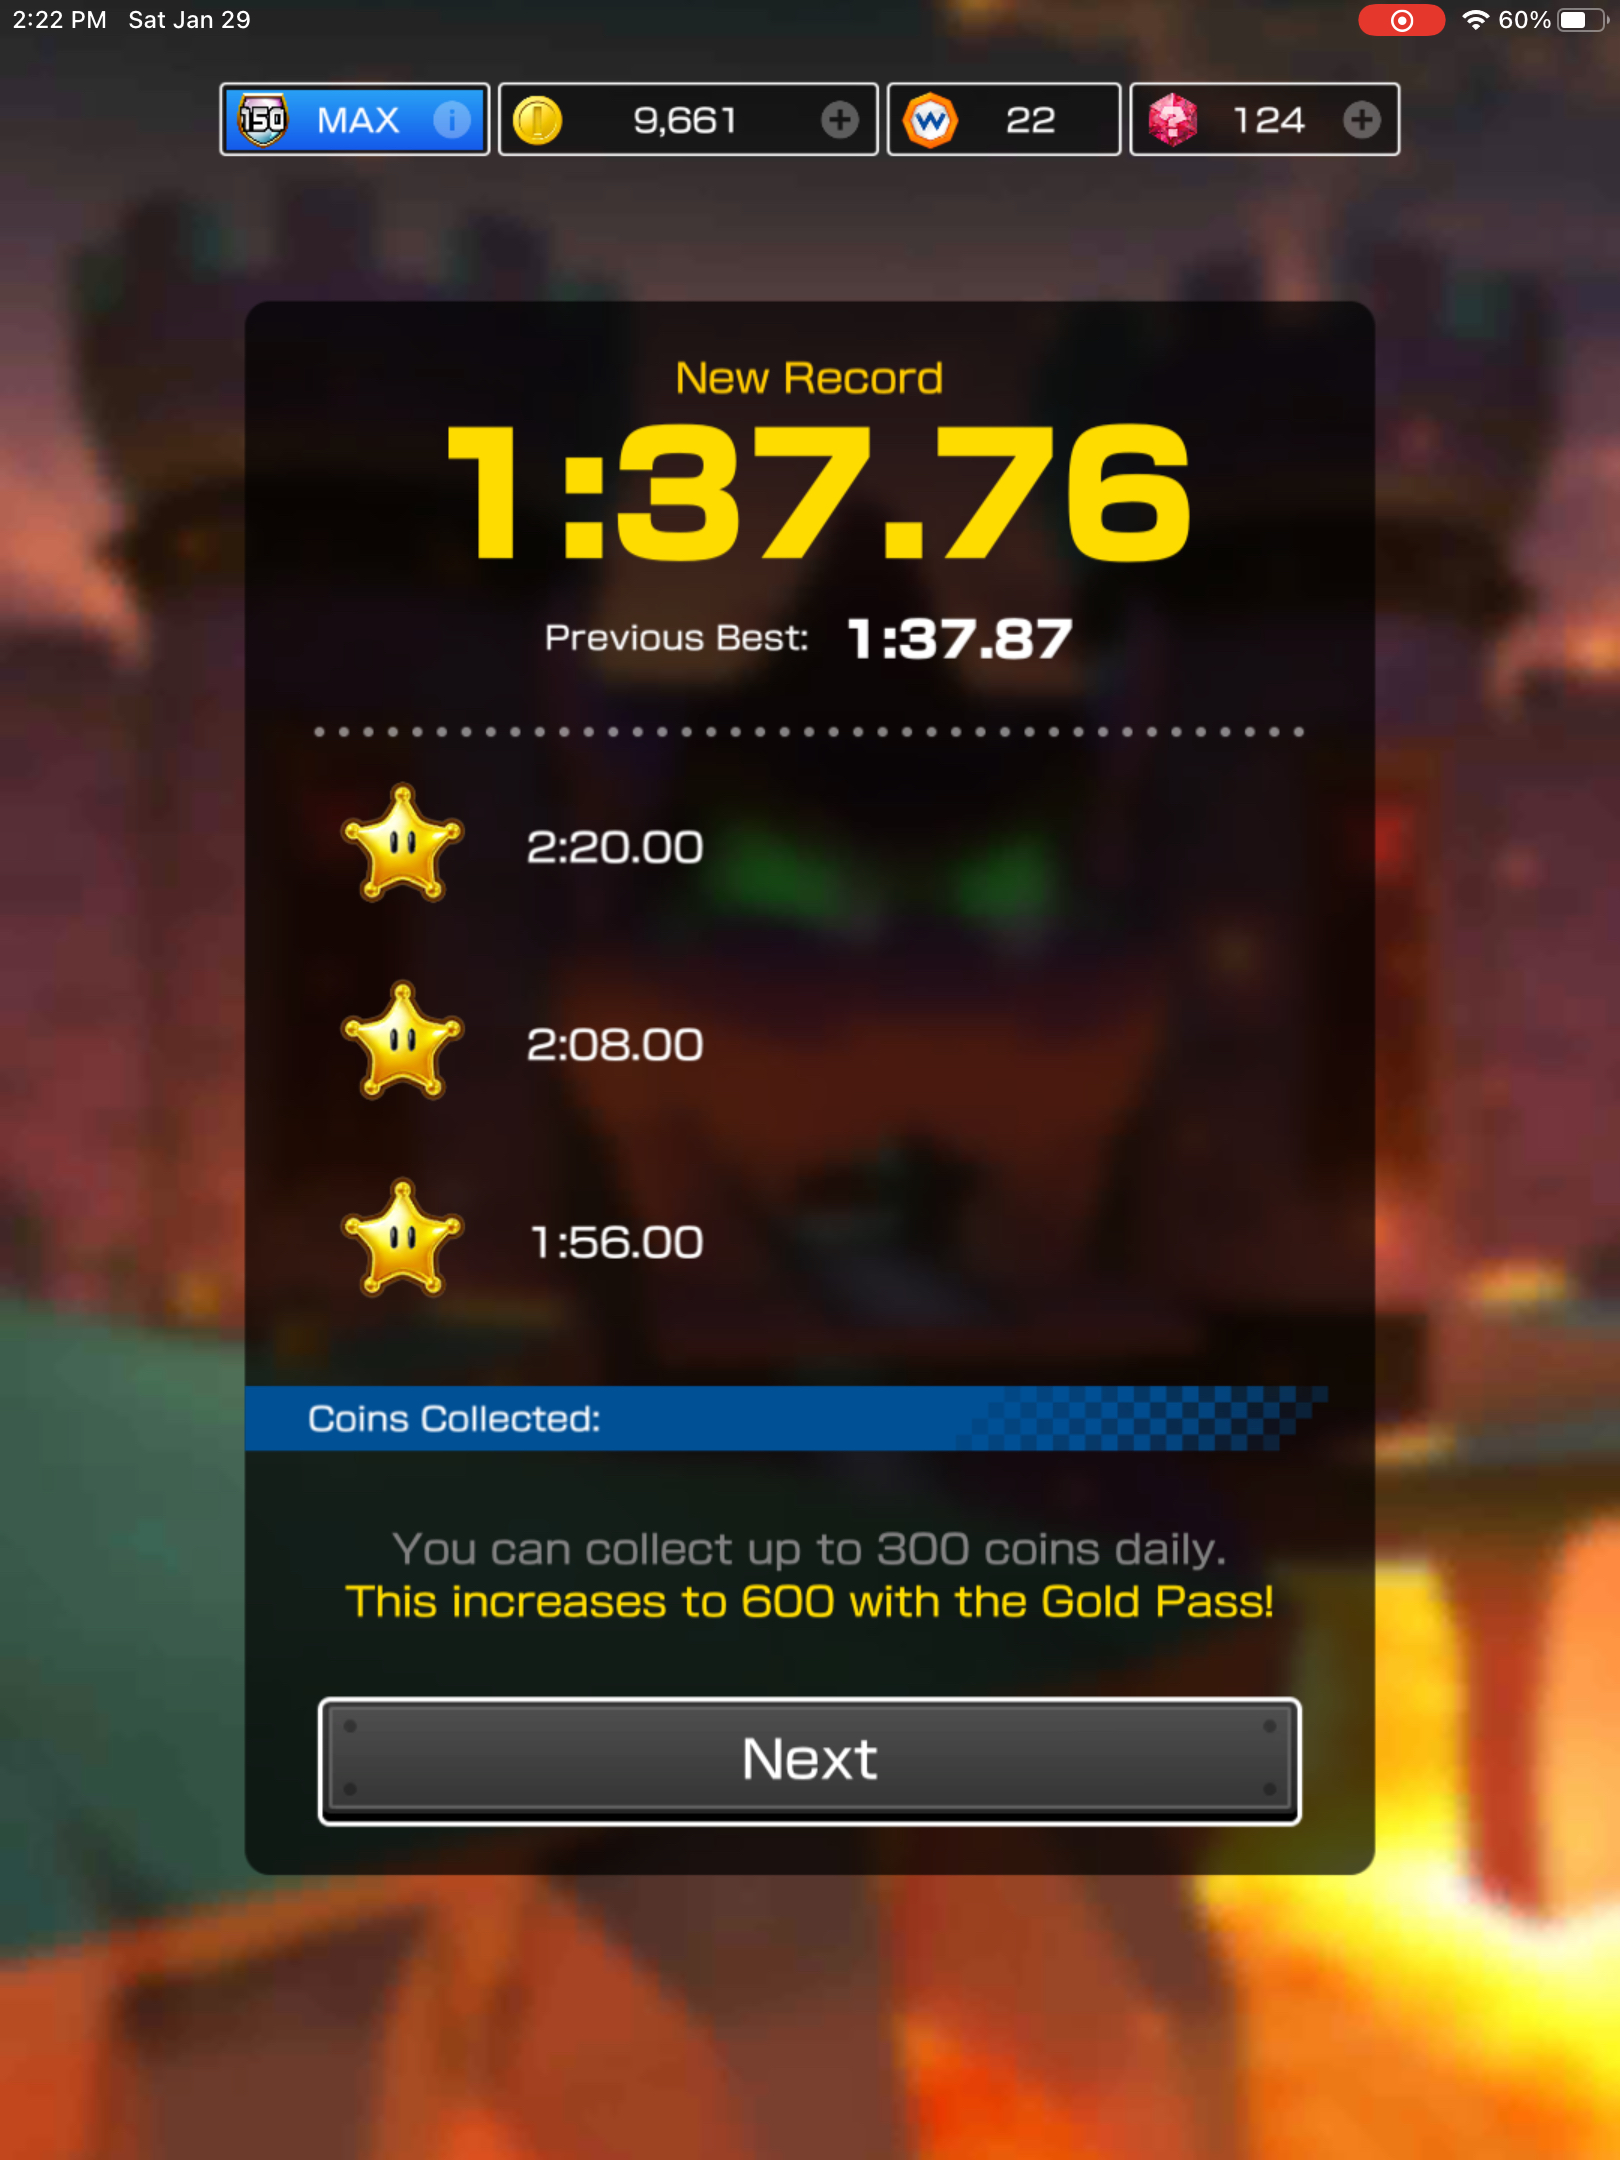 2:22 PM Sat Jan 29 60%
150 MAX i 9,661 + W 22 ? 124 +
New Record
1:37.76
Previous Best: 1:37.87
2:20.00
2:08.00
1:56.00
Coins Collected:
You can collect up to 300 coins daily.
This increases to 600 with the Gold Pass!
Next